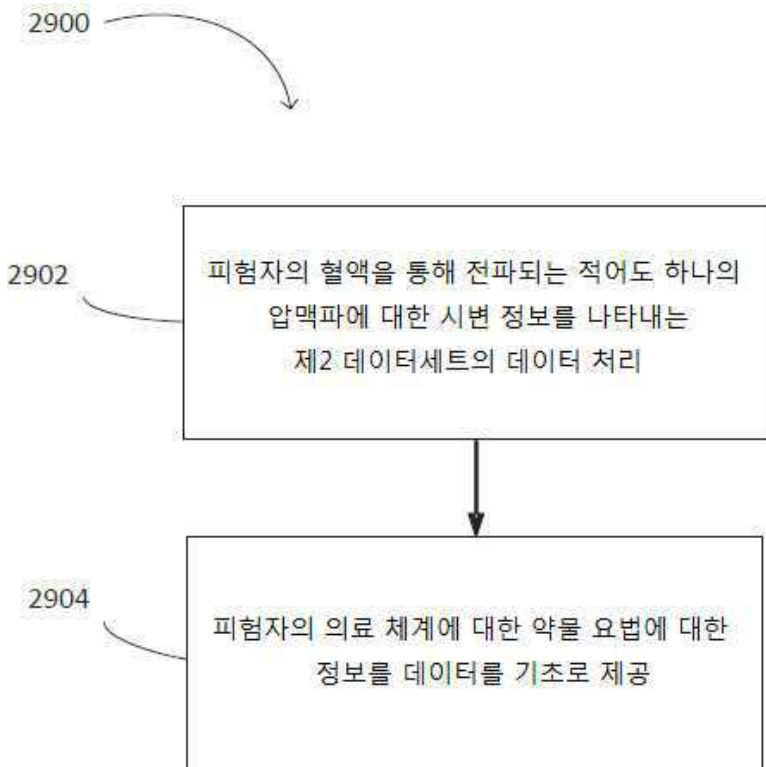 2900
2902
피험자의 혈액을 통해 전파되는 적어도 하나의
압맥파에 대한 시변 정보를 나타내는
제2 데이터세트의 데이터 처리
2904
피험자의 의료 체계에 대한 약물 요법에 대한
정보를 데이터를 기초로 제공